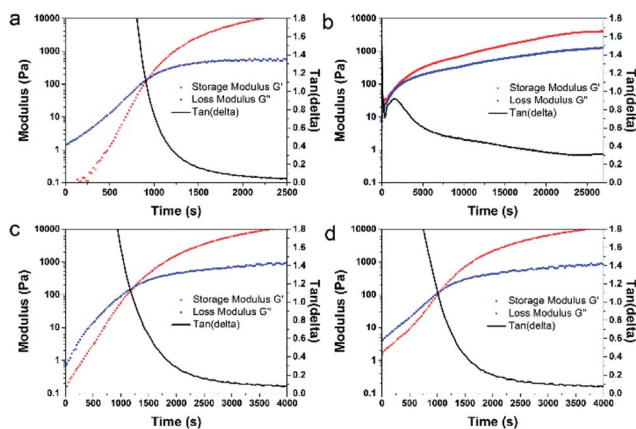 a
Modulus (Pa)
10000
1000
100
10
1
0.1
1.8
1.6
1.4
1.2
1.0
0.8
0.6
0.4
0.2
0.0
Tan(delta)
Storage Modulus G'
Loss Modulus G"
Tan(delta)
0 500 1000 1500 2000 2500
Time (s)
b
Modulus (Pa)
10000
1000
100
10
1
0.1
1.8
1.6
1.4
1.2
1.0
0.8
0.6
0.4
0.2
0.0
Tan(delta)
Storage Modulus G'
Loss Modulus G"
Tan(delta)
0 5000 10000 15000 20000 25000
Time (s)
c
Modulus (Pa)
10000
1000
100
10
1
0.1
1.8
1.6
1.4
1.2
1.0
0.8
0.6
0.4
0.2
0.0
Tan(delta)
Storage Modulus G'
Loss Modulus G"
Tan(delta)
0 500 1000 1500 2000 2500 3000 3500 4000
Time (s)
d
Modulus (Pa)
10000
1000
100
10
1
0.1
1.8
1.6
1.4
1.2
1.0
0.8
0.6
0.4
0.2
0.0
Tan(delta)
Storage Modulus G'
Loss Modulus G"
Tan(delta)
0 500 1000 1500 2000 2500 3000 3500 4000
Time (s)